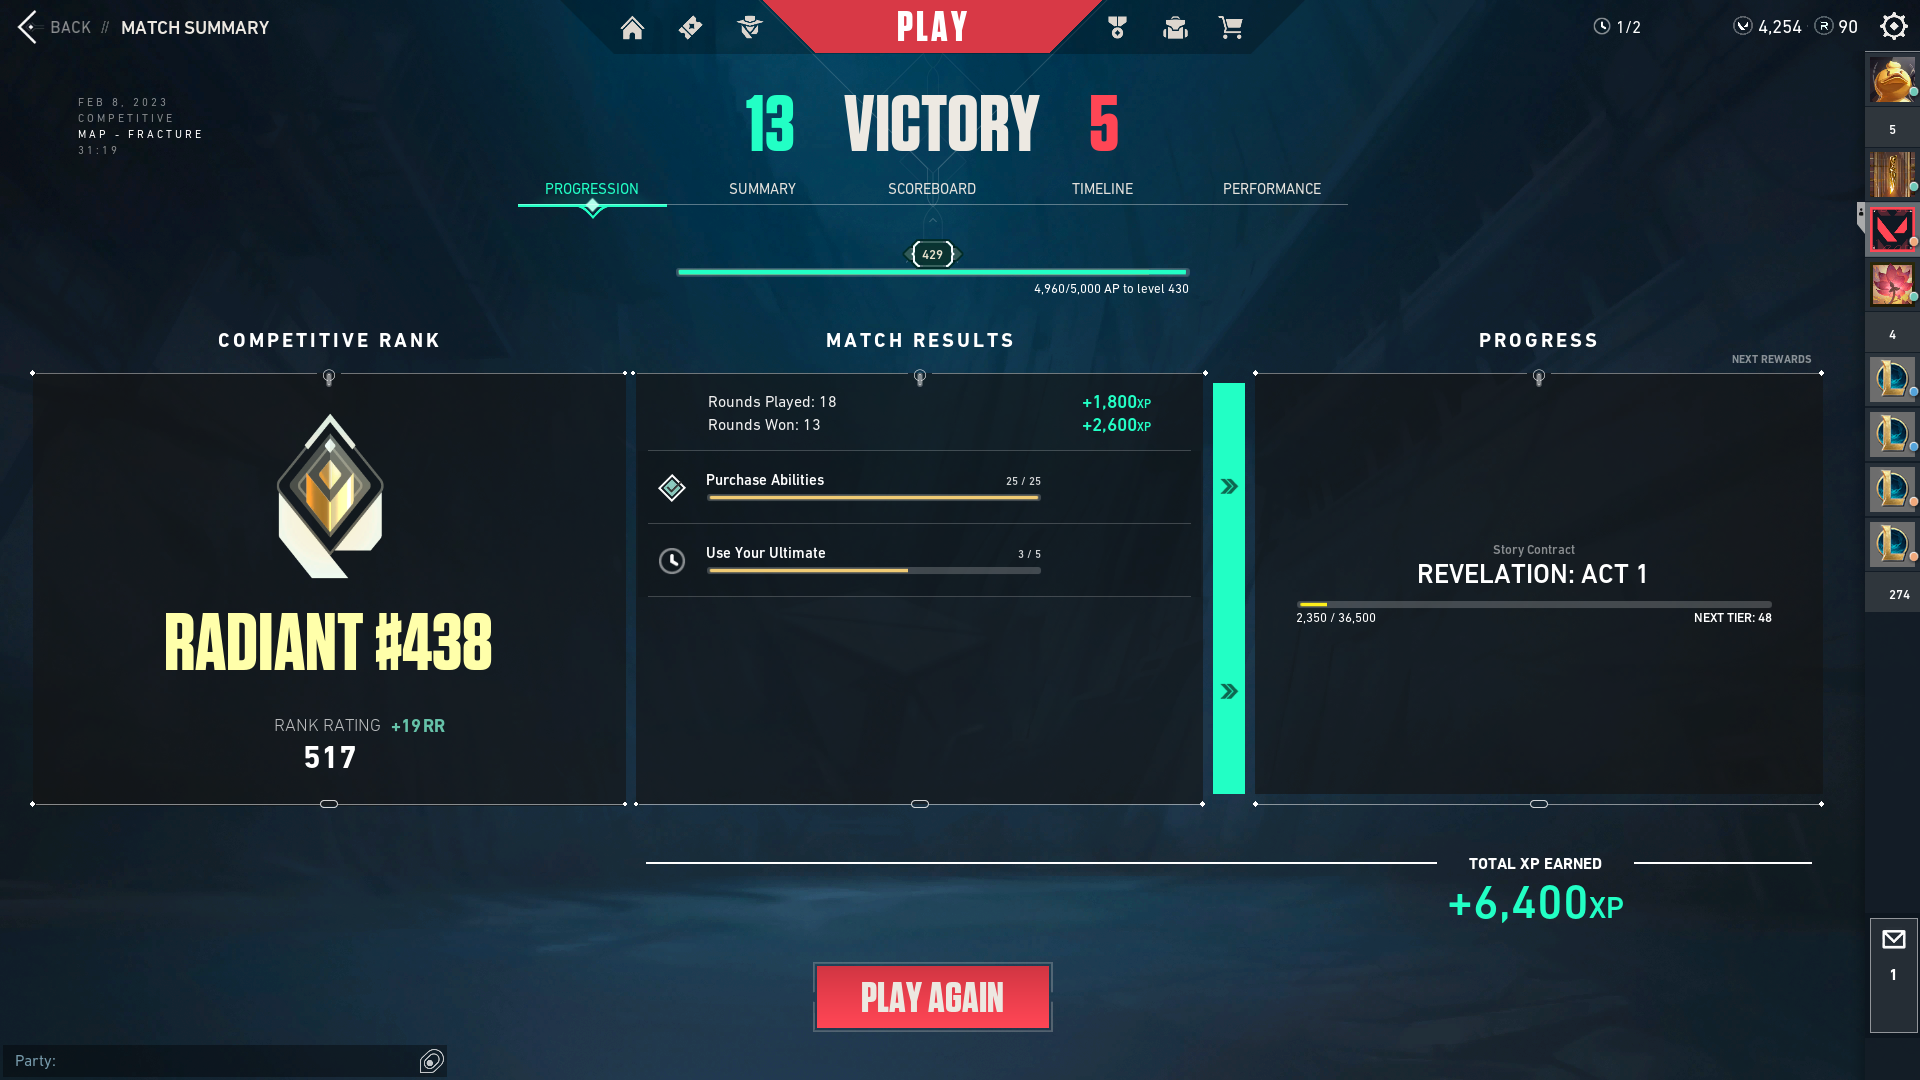 BACK // MATCH SUMMARY
PLAY
1/2
4,254
R 90
FEB 8, 2023
COMPETITIVE
MAP - FRACTURE
31:19
13 VICTORY 5
PROGRESSION
SUMMARY
SCOREBOARD
TIMELINE
PERFORMANCE
429
4,960/5,000 AP to level 430
COMPETITIVE RANK
RADIANT #438
RANK RATING +19 RR
517
MATCH RESULTS
Rounds Played: 18 +1,800XP
Rounds Won: 13 +2,600XP
Purchase Abilities 25 / 25
Use Your Ultimate 3 / 5
PROGRESS
NEXT REWARDS
Story Contract
REVELATION: ACT 1
2,350 / 36,500 NEXT TIER: 48
TOTAL XP EARNED
+6,400XP
PLAY AGAIN
Party:
5
4
274
1